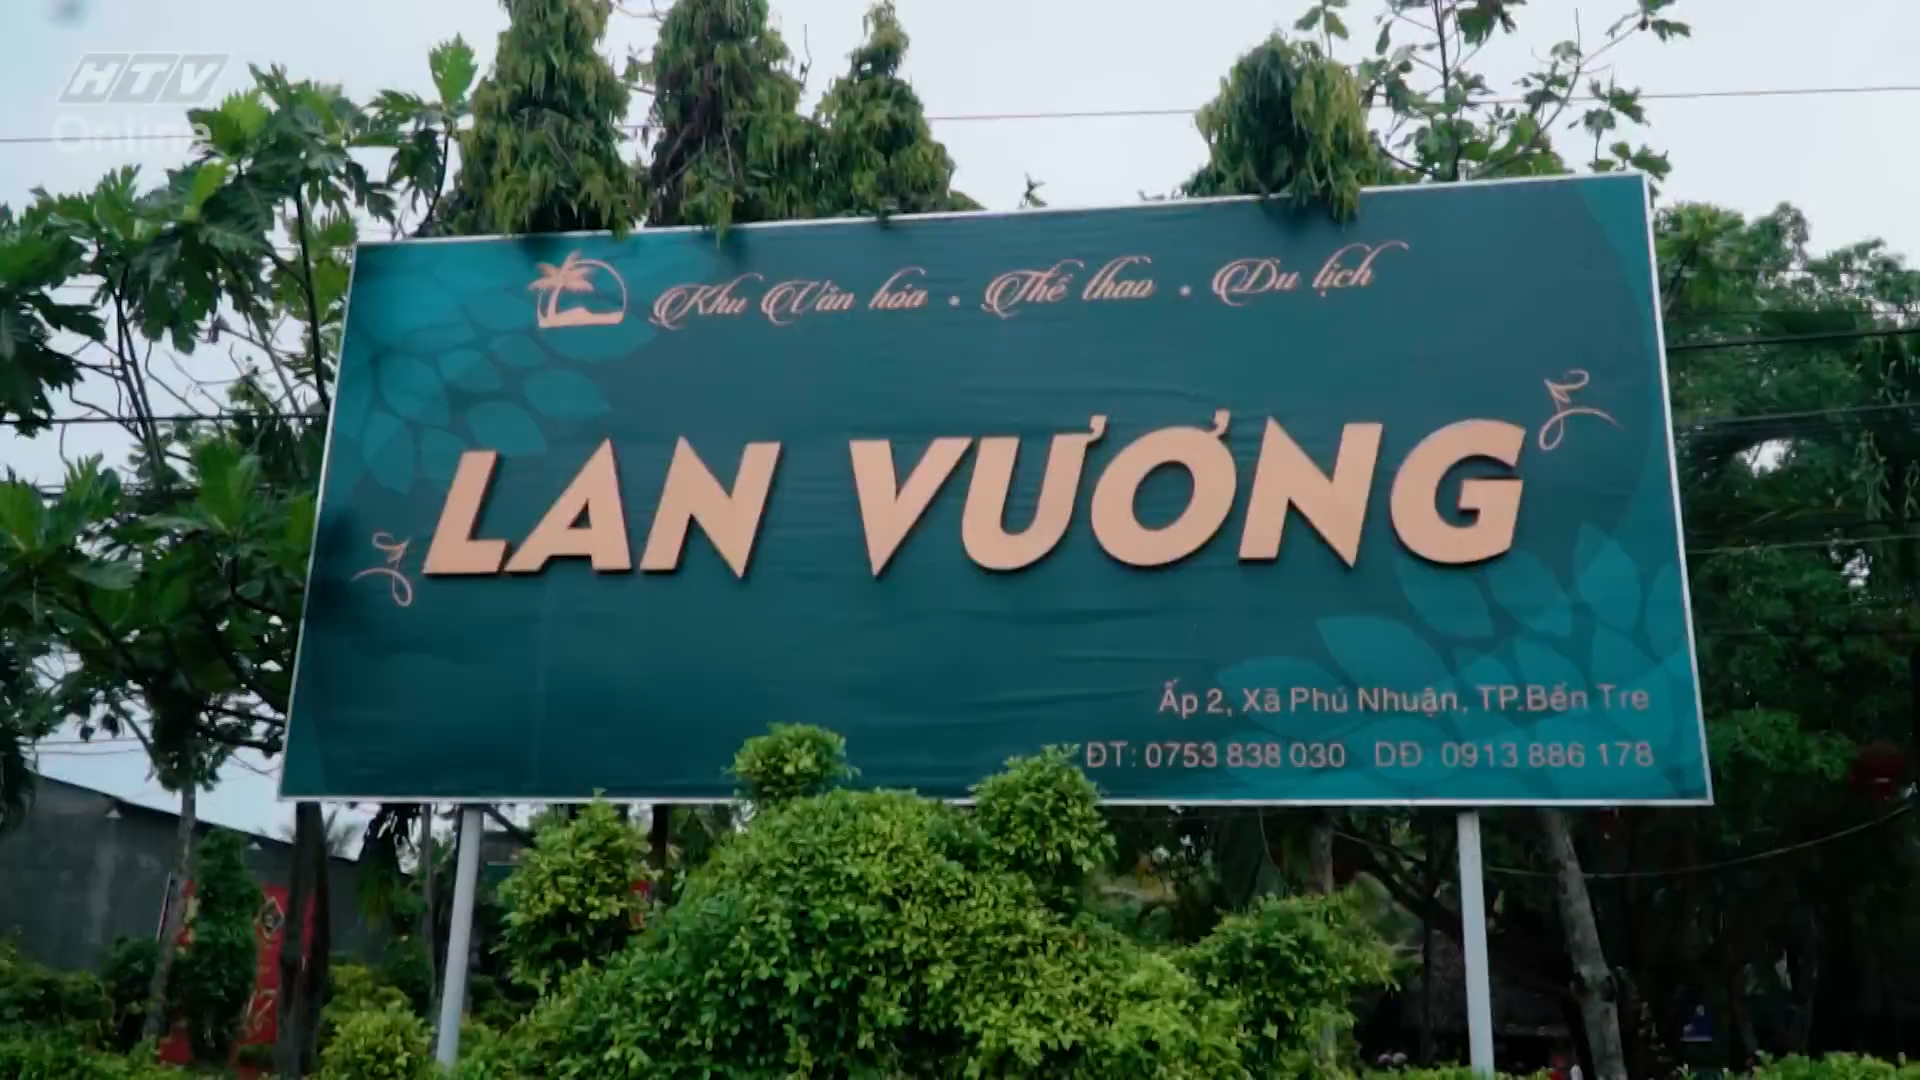 HTV
Online
Khu Văn hóa . Thể thao . Du lịch
LAN VƯƠNG
Ấp 2, Xã Phú Nhuận, TP.Bến Tre
ĐT: 0753 838 030 DĐ: 0913 886 178